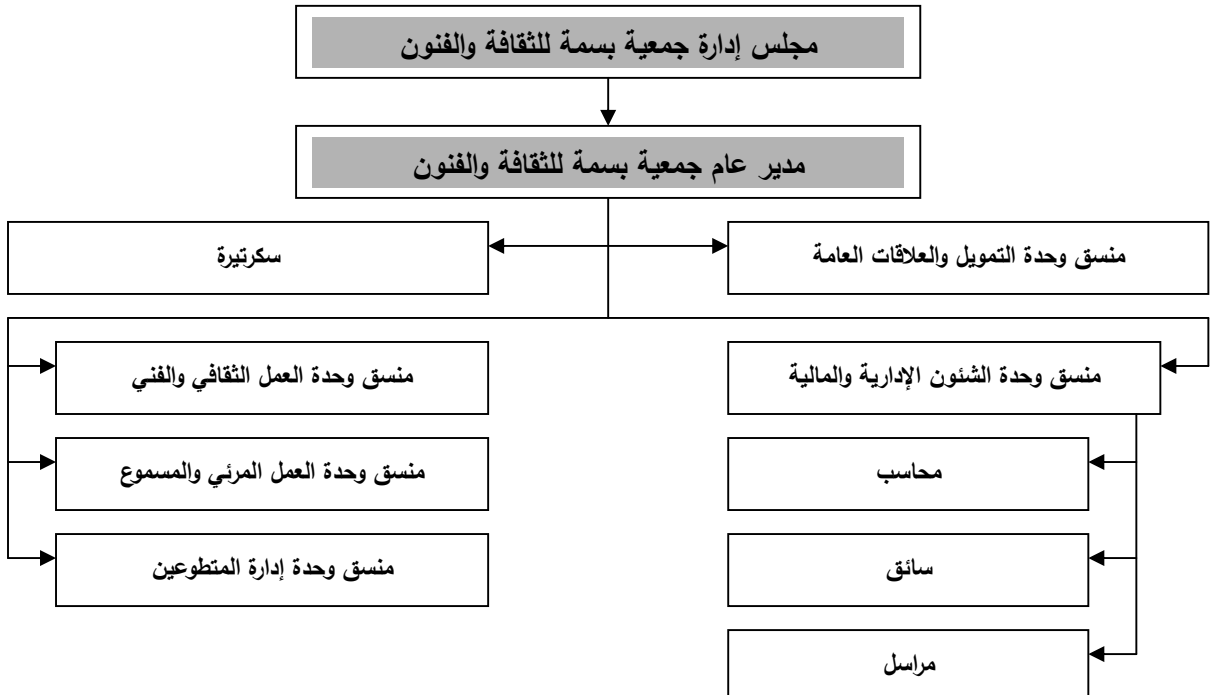 مجلس إدارة جمعية بسمة للثقافة والفنون
مدير عام جمعية بسمة للثقافة والفنون
منسق وحدة التمويل والعلاقات العامة
سكرتيرة
منسق وحدة الشئون الإدارية والمالية
منسق وحدة العمل الثقافي والفني
محاسب
منسق وحدة العمل المرئي والمسموع
سائق
منسق وحدة إدارة المتطوعين
مراسل